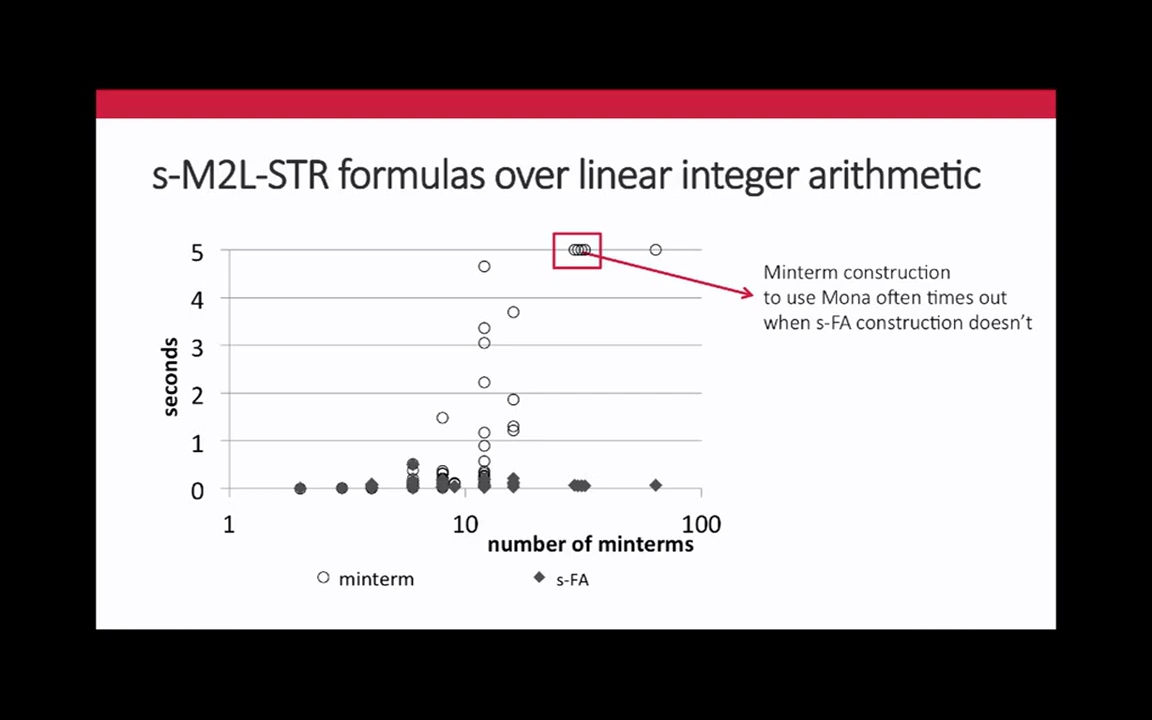 s-M2L-STR formulas over linear integer arithmetic
5
4
3
2
1
0
seconds
1
10
100
number of minterms
minterm
s-FA
Minterm construction
to use Mona often times out
when s-FA construction doesn't